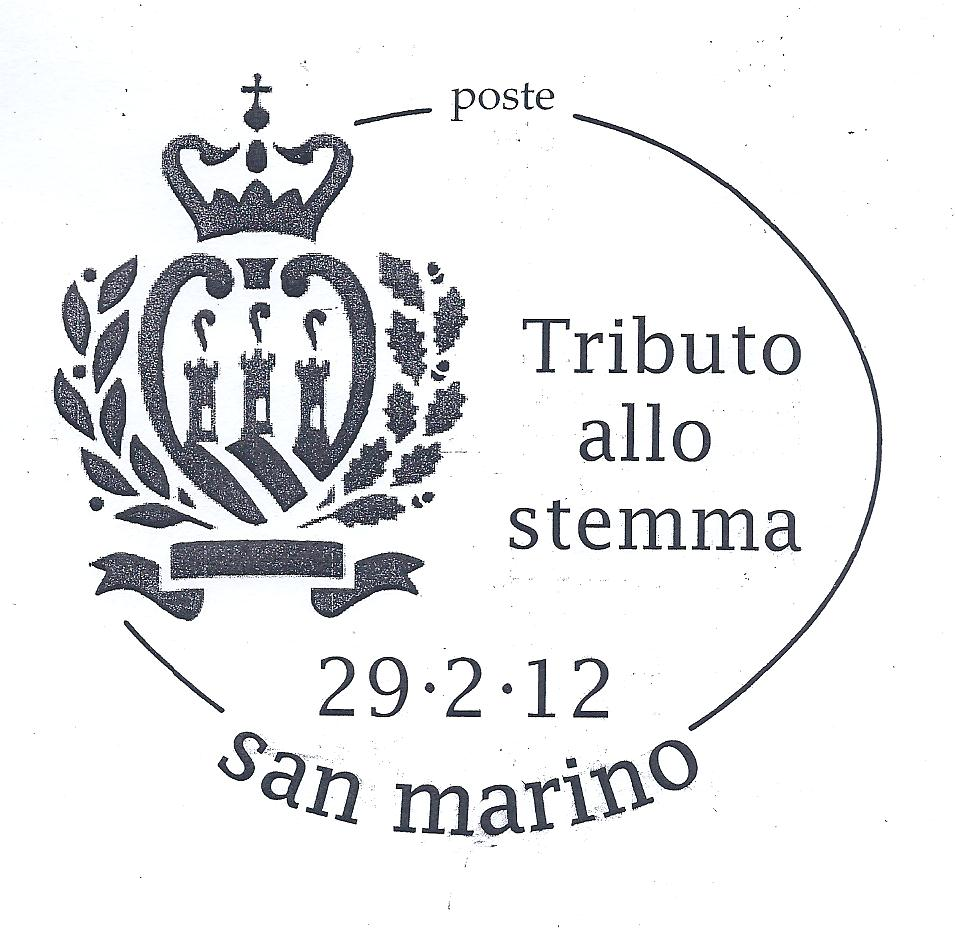 poste
Tributo
allo
stemma
29·2·12
san marino